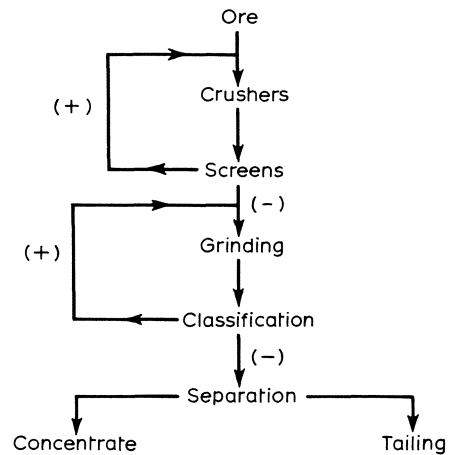 Ore
Crushers
(+)
Screens
(-)
Grinding
(+)
Classification
(-)
Separation
Concentrate
Tailing